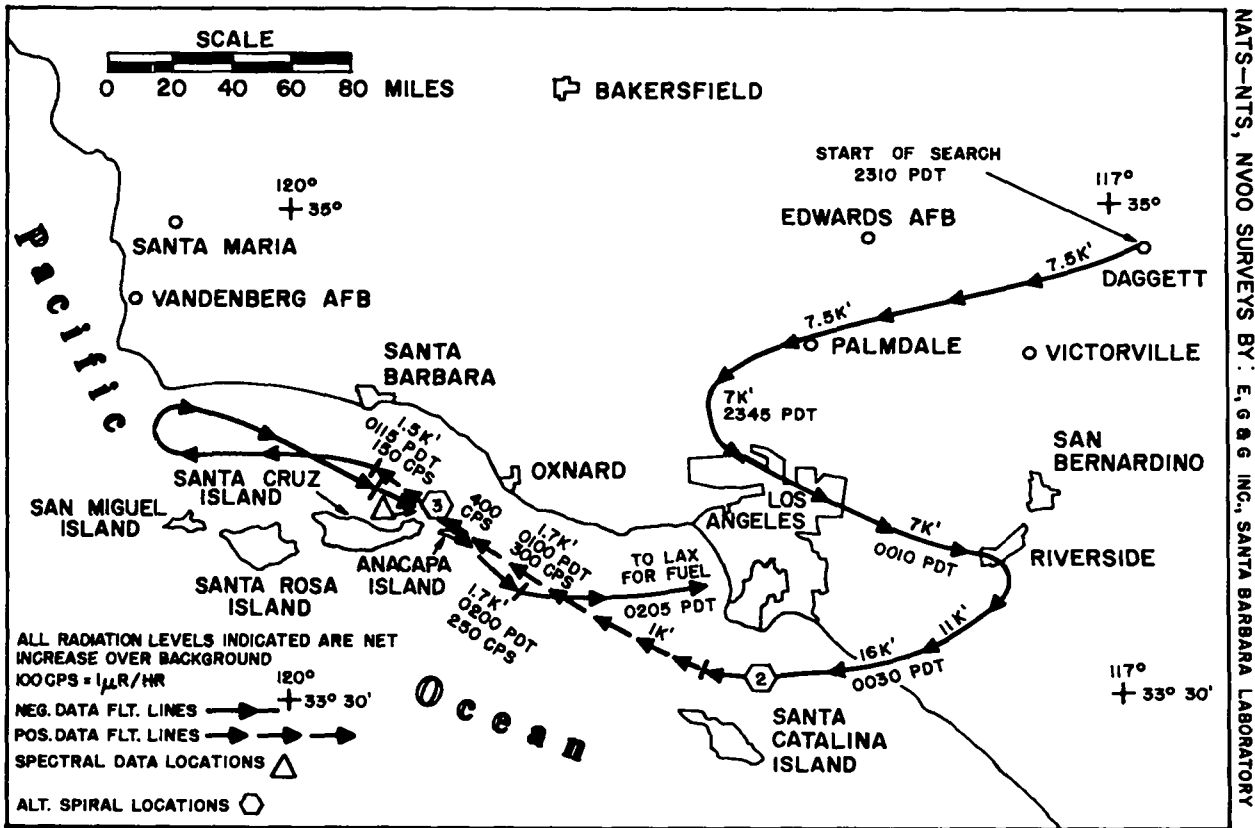 SCALE
0 20 40 60 80 MILES
BAKERSFIELD
START OF SEARCH
2310 PDT
120°
35°
117°
35°
EDWARDS AFB
SANTA MARIA
7.5K'
DAGGETT
Pacific
VANDENBERG AFB
7.5K'
PALMDALE
VICTORVILLE
SANTA
BARBARA
7K'
2345 PDT
1.5K'
0115 PDT
150 CPS
SAN
BERNARDINO
OXNARD
SANTA CRUZ
ISLAND
LOS
ANGELES
SAN MIGUEL
ISLAND
3
400
CPS
7K'
0010 PDT
RIVERSIDE
1.7K'
0100 PDT
300 CPS
ANACAPA
ISLAND
TO LAX
FOR FUEL
0205 PDT
SANTA ROSA
ISLAND
1.7K'
0200 PDT
250 CPS
11K'
1K'
16K'
0030 PDT
2
ALL RADIATION LEVELS INDICATED ARE NET
INCREASE OVER BACKGROUND
100 CPS = 1μR/HR
120°
33° 30'
117°
33° 30'
NEG. DATA FLT. LINES
POS. DATA FLT. LINES
SPECTRAL DATA LOCATIONS
ALT. SPIRAL LOCATIONS
Ocean
SANTA
CATALINA
ISLAND
NATS-NTS, NVOO SURVEYS BY: E, G & G INC., SANTA BARBARA LABORATORY